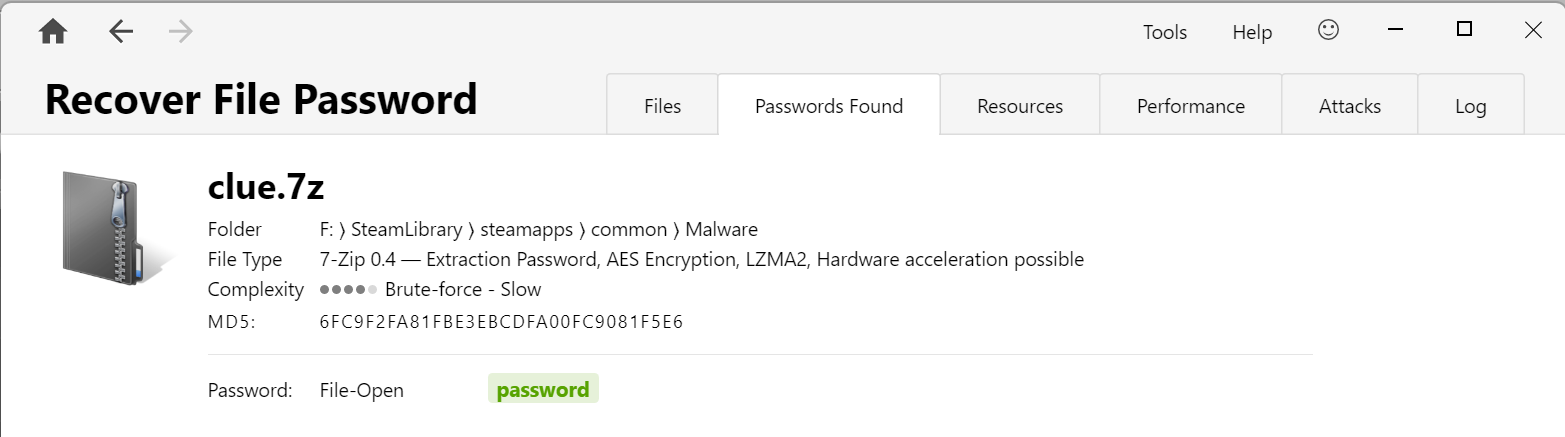 Tools Help
Recover File Password
Files Passwords Found Resources Performance Attacks Log
clue.7z
Folder F: ⟩ SteamLibrary ⟩ steamapps ⟩ common ⟩ Malware
File Type 7-Zip 0.4 — Extraction Password, AES Encryption, LZMA2, Hardware acceleration possible
Complexity Brute-force - Slow
MD5: 6FC9F2FA81FBE3EBCDFA00FC9081F5E6
Password: File-Open password